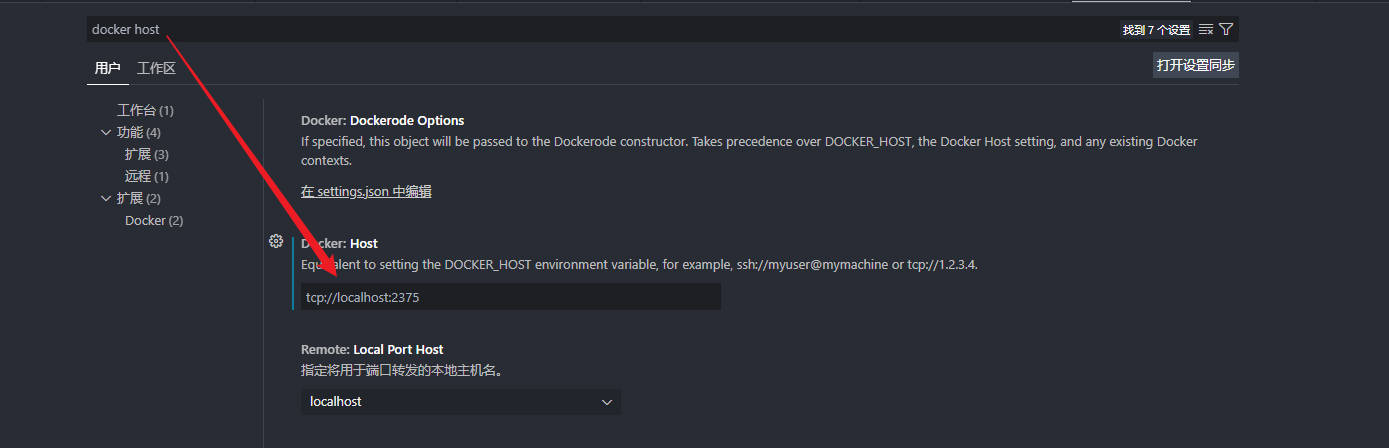 docker host
找到 7 个设置
用户 工作区
打开设置同步
工作台 (1)
功能 (4)
扩展 (3)
远程 (1)
扩展 (2)
Docker (2)
Docker: Dockerode Options
If specified, this object will be passed to the Dockerode constructor. Takes precedence over DOCKER_HOST, the Docker Host setting, and any existing Docker
contexts.
在 settings.json 中编辑
Docker: Host
Equivalent to setting the DOCKER_HOST environment variable, for example, ssh://myuser@mymachine or tcp://1.2.3.4.
tcp://localhost:2375
Remote: Local Port Host
指定将用于端口转发的本地主机名。
localhost